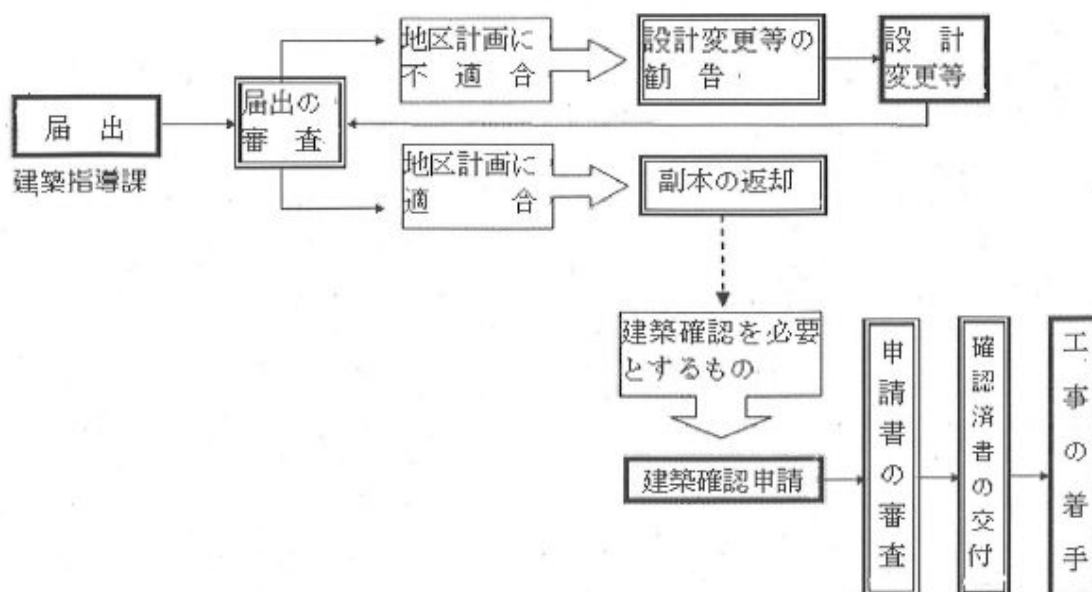 届　出
建築指導課
届出の
審　査
地区計画に
不　適　合
設計変更等の
勧告
設　計
変更等
地区計画に
適　　　合
副本の返却
建築確認を必要
とするもの
建築確認申請
申請書の審査
確認済書の交付
工事の着手